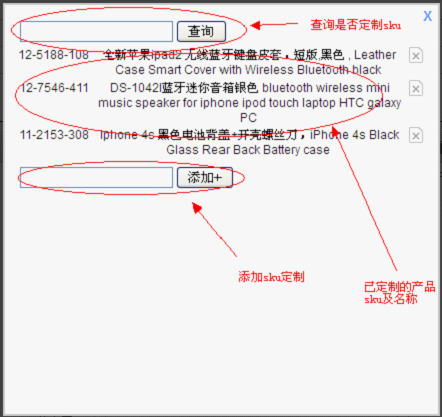 X
查询 查询是否定制sku
12-5188-108 全新苹果ipad2 无线蓝牙键盘皮套，短版,黑色 , Leather
Case Smart Cover with Wireless Bluetooth black
12-7546-411 DS-1042I蓝牙迷你音箱银色 bluetooth wireless mini
music speaker for iphone ipod touch laptop HTC galaxy
PC
11-2153-308 Iphone 4s 黑色电池背盖+开壳螺丝刀，iPhone 4s Black
Glass Rear Back Battery case
添加+
添加sku定制
已定制的产品
sku及名称